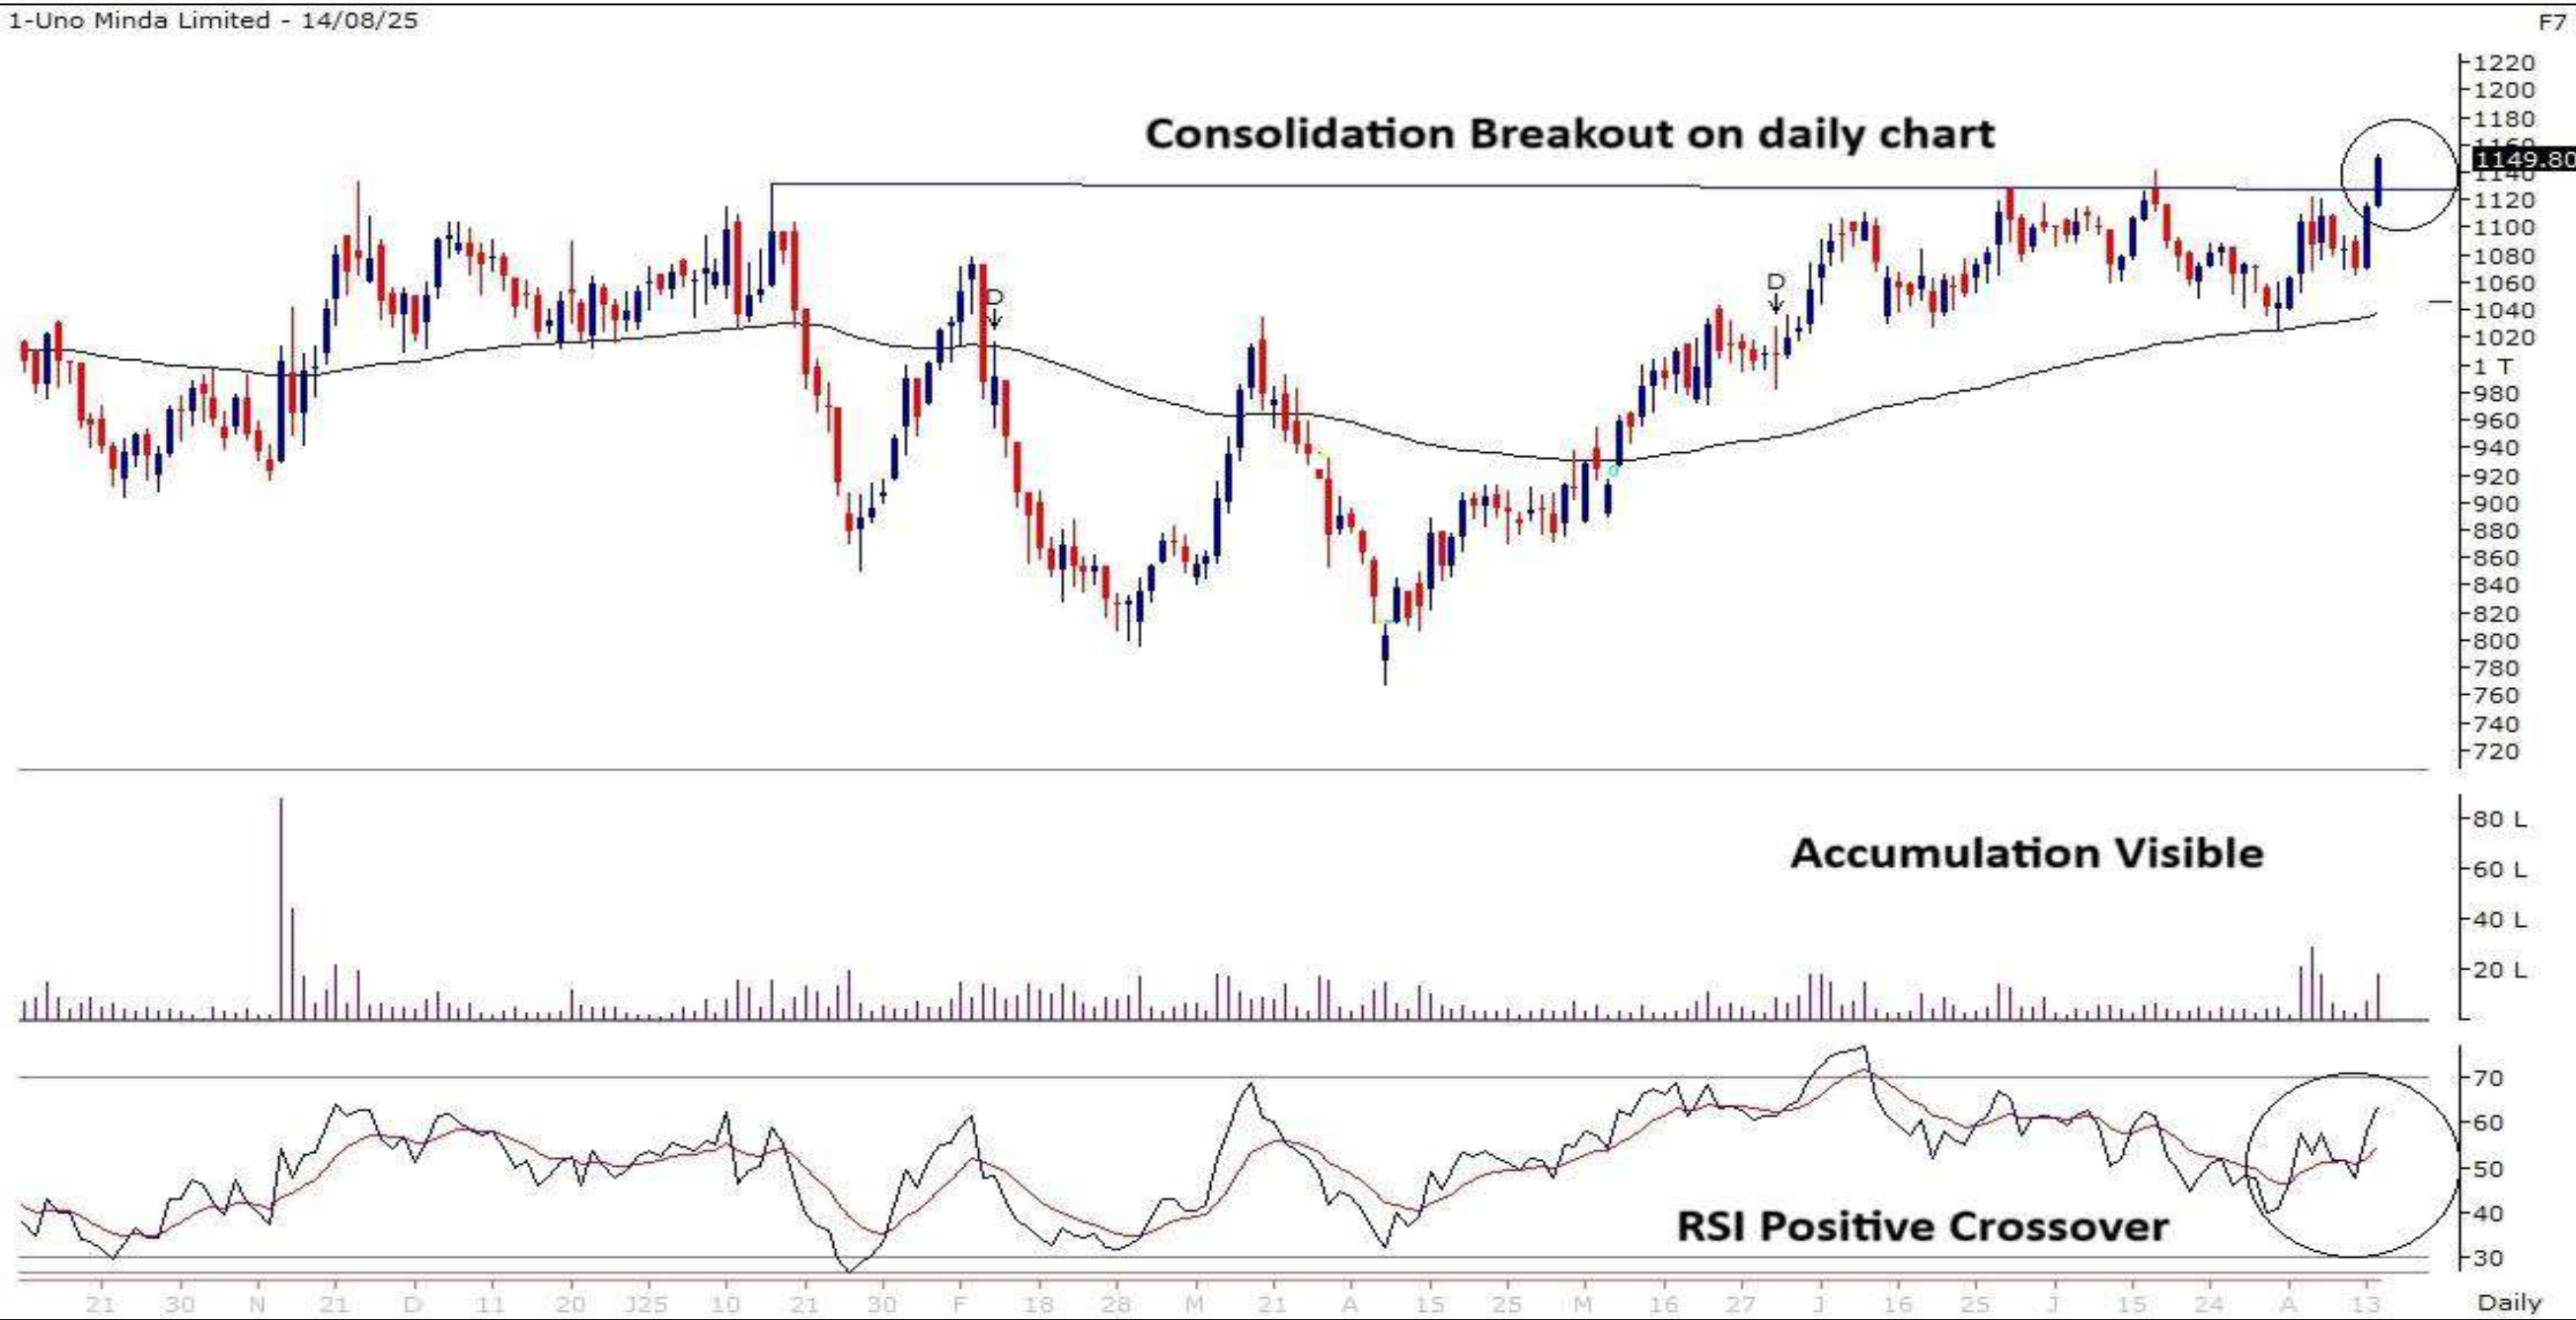 1-Uno Minda Limited - 14/08/25
F7
1220
1200
Consolidation Breakout on daily chart
1180
1160
1149.80
1140
1120
1100
1080
D
D
1060
1040
1020
1 T
980
960
940
920
900
880
860
840
820
800
780
760
740
720
80 L
Accumulation Visible
60 L
40 L
20 L
70
60
50
40
RSI Positive Crossover
30
21 30 N 21 D 11 20 J25 10 21 30 F 18 28 M 21 A 15 25 M 16 27 J 16 25 J 15 24 A 13 Daily